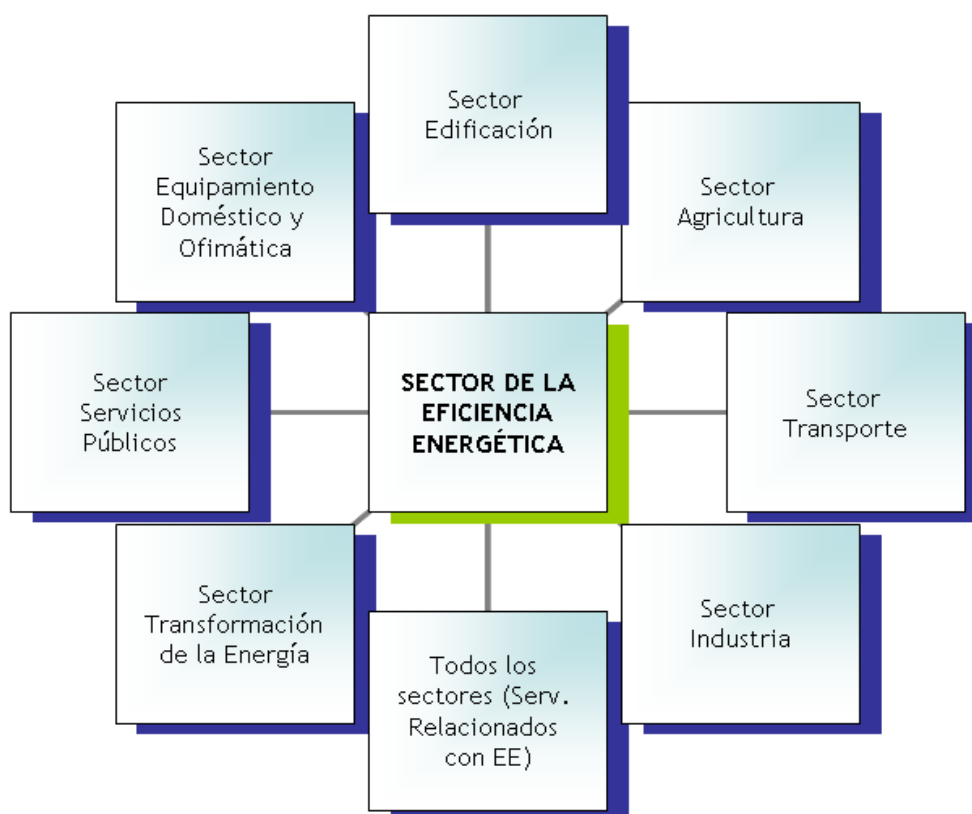 Sector
Edificación
Sector
Equipamiento
Doméstico y
Ofimática
Sector
Agricultura
Sector
Servicios
Públicos
SECTOR DE LA
EFICIENCIA
ENERGÉTICA
Sector
Transporte
Sector
Transformación
de la Energía
Todos los
sectores (Serv.
Relacionados
con EE)
Sector
Industria